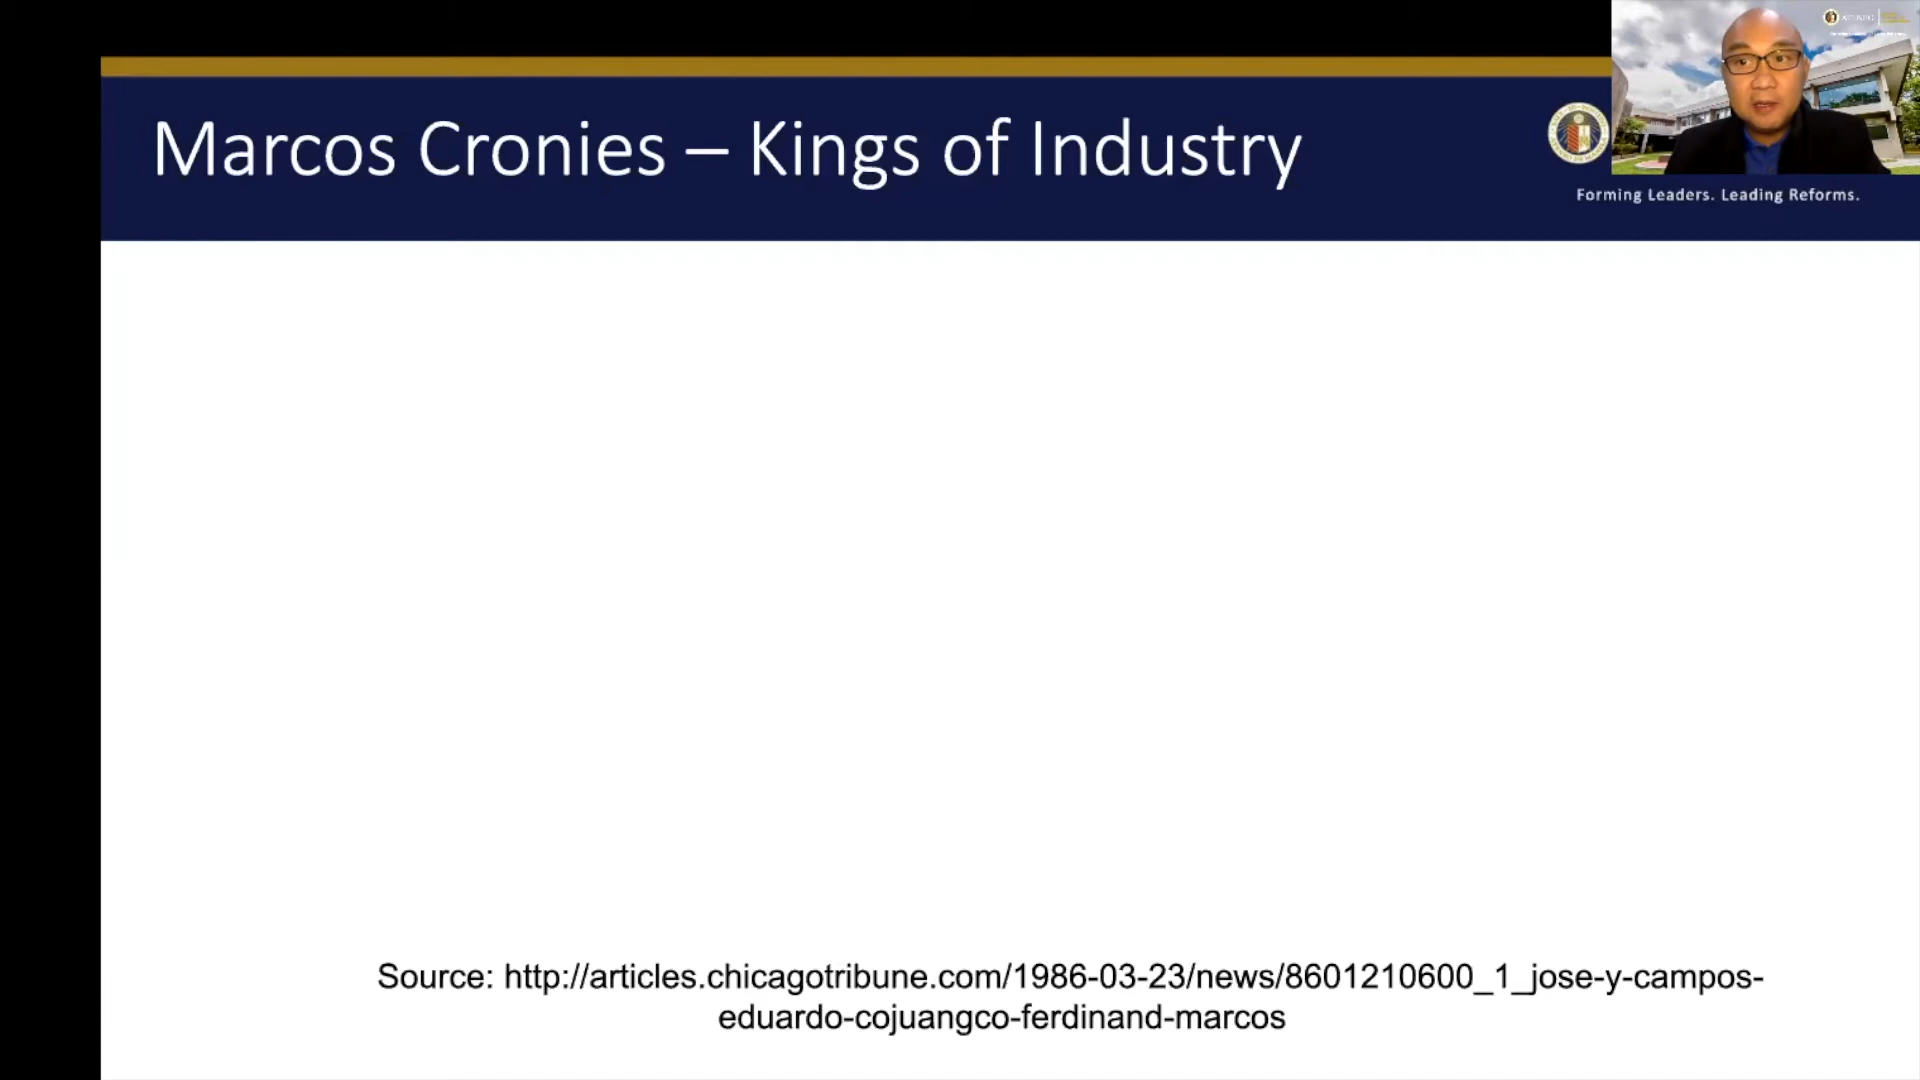 Marcos Cronies – Kings of Industry
Forming Leaders. Leading Reforms.
Source: http://articles.chicagotribune.com/1986-03-23/news/8601210600_1_jose-y-campos-
eduardo-cojuangco-ferdinand-marcos